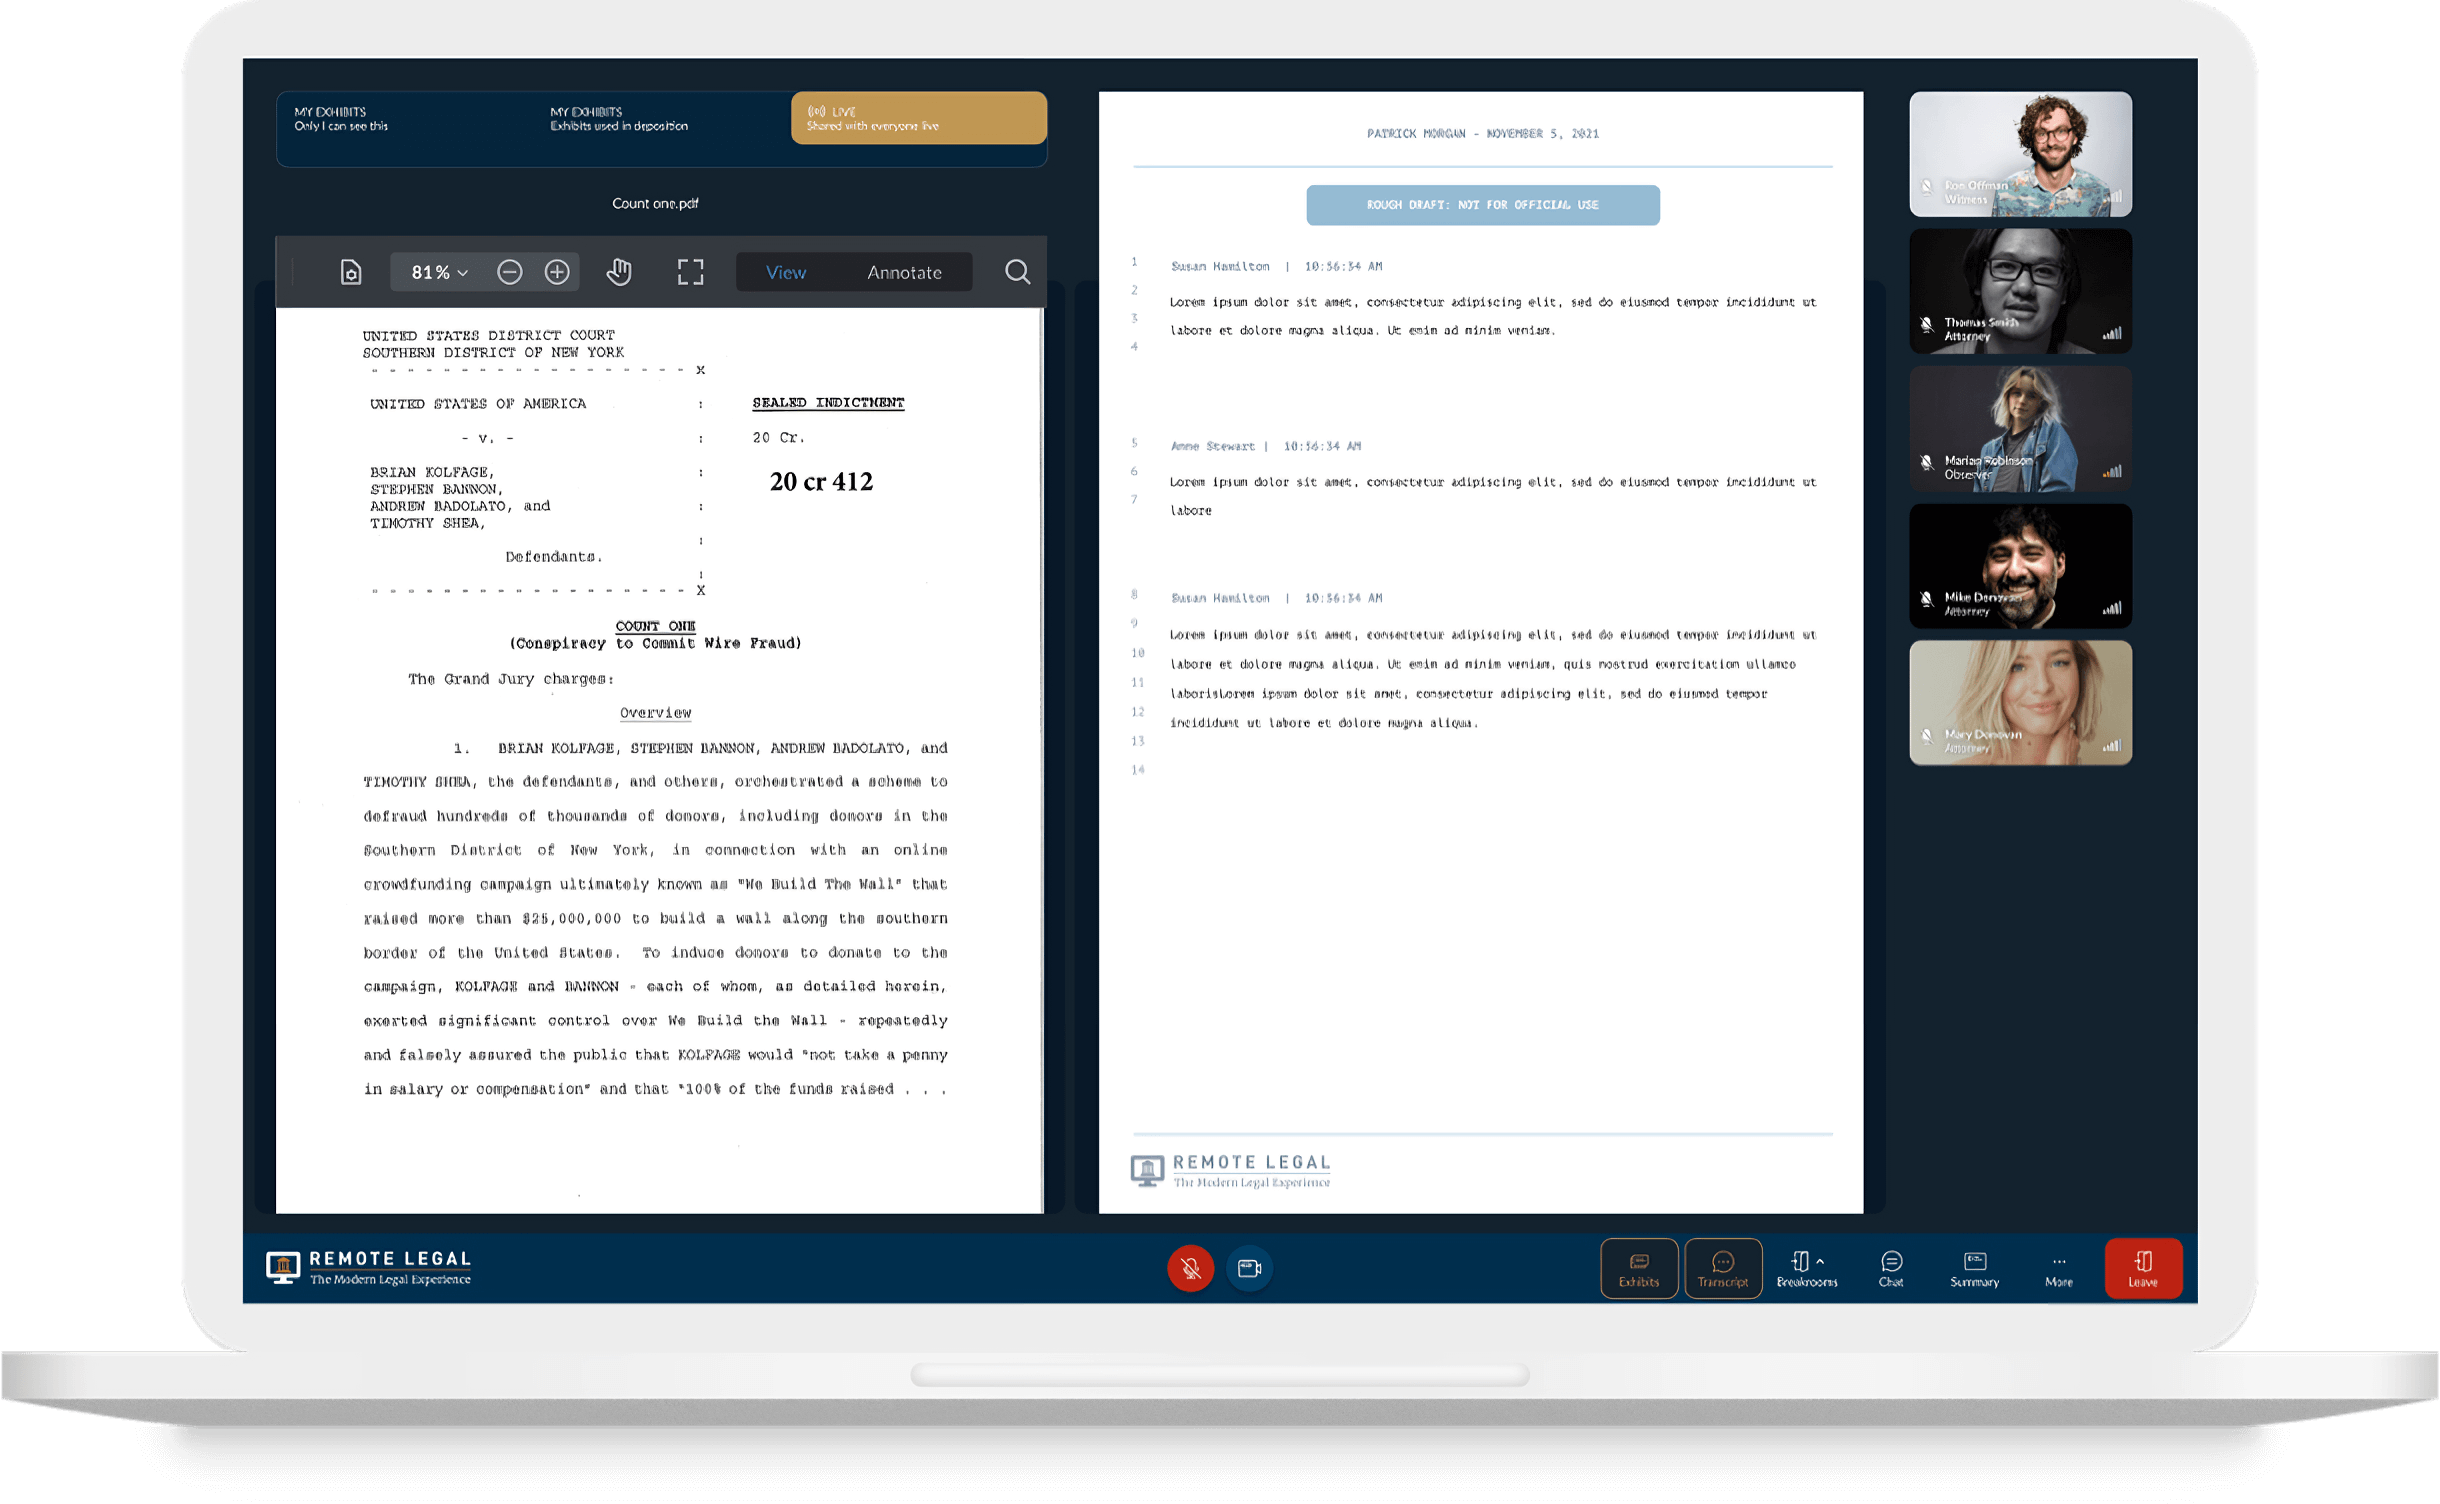 MY EXHIBITS
Only I can see this
MY EXHIBITS
Exhibits used in deposition
LIVE
Shared with everyone live
Count one.pdf
81%
View
Annotate
UNITED STATES DISTRICT COURT
SOUTHERN DISTRICT OF NEW YORK
- - - - - - - - - - - - - - - - - - x
UNITED STATES OF AMERICA :
- v. - :
BRIAN KOLFAGE, :
STEPHEN BANNON,
ANDREW BADOLATO, and :
TIMOTHY SHEA,
:
Defendants.
:
- - - - - - - - - - - - - - - - - - X
SEALED INDICTMENT
20 Cr.
20 cr 412
COUNT ONE
(Conspiracy to Commit Wire Fraud)
The Grand Jury charges:
Overview
1. BRIAN KOLFAGE, STEPHEN BANNON, ANDREW BADOLATO, and
TIMOTHY SHEA, the defendants, and others, orchestrated a scheme to
defraud hundreds of thousands of donors, including donors in the
Southern District of New York, in connection with an online
crowdfunding campaign ultimately known as "We Build The Wall" that
raised more than $25,000,000 to build a wall along the southern
border of the United States. To induce donors to donate to the
campaign, KOLFAGE and BANNON - each of whom, as detailed herein,
exerted significant control over We Build the Wall - repeatedly
and falsely assured the public that KOLFAGE would "not take a penny
in salary or compensation" and that "100% of the funds raised . . .
PATRICK MORGAN - NOVEMBER 5, 2021
ROUGH DRAFT: NOT FOR OFFICIAL USE
1 Susan Hamilton | 10:56:34 AM
2 Lorem ipsum dolor sit amet, consectetur adipiscing elit, sed do eiusmod tempor incididunt ut
3 labore et dolore magna aliqua. Ut enim ad minim veniam.
4
5 Anne Stewart | 10:56:34 AM
6 Lorem ipsum dolor sit amet, consectetur adipiscing elit, sed do eiusmod tempor incididunt ut
7 labore
8 Susan Hamilton | 10:56:34 AM
9 Lorem ipsum dolor sit amet, consectetur adipiscing elit, sed do eiusmod tempor incididunt ut
10 labore et dolore magna aliqua. Ut enim ad minim veniam, quis nostrud exercitation ullamco
11 laborisLorem ipsum dolor sit amet, consectetur adipiscing elit, sed do eiusmod tempor
12 incididunt ut labore et dolore magna aliqua.
13
14
REMOTE LEGAL
The Modern Legal Experience
Ron Offman
Witness
Thomas Smith
Attorney
Marian Robinson
Observer
Mike Donovan
Attorney
Mary Donovan
Attorney
REMOTE LEGAL
The Modern Legal Experience
Exhibits
Transcript
Breakrooms
Chat
Summary
More
Leave